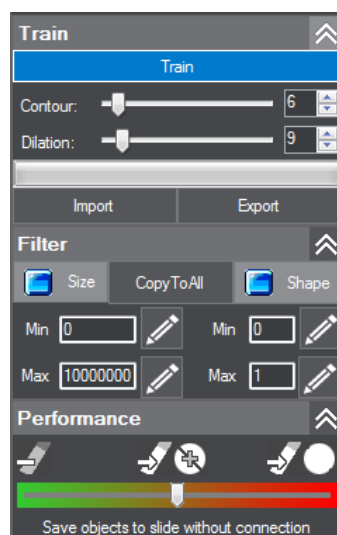 Train
Train
Contour: 6
Dilation: 9
Import Export
Filter
Size CopyToAll Shape
Min 0 Min 0
Max 10000000 Max 1
Performance
Save objects to slide without connection